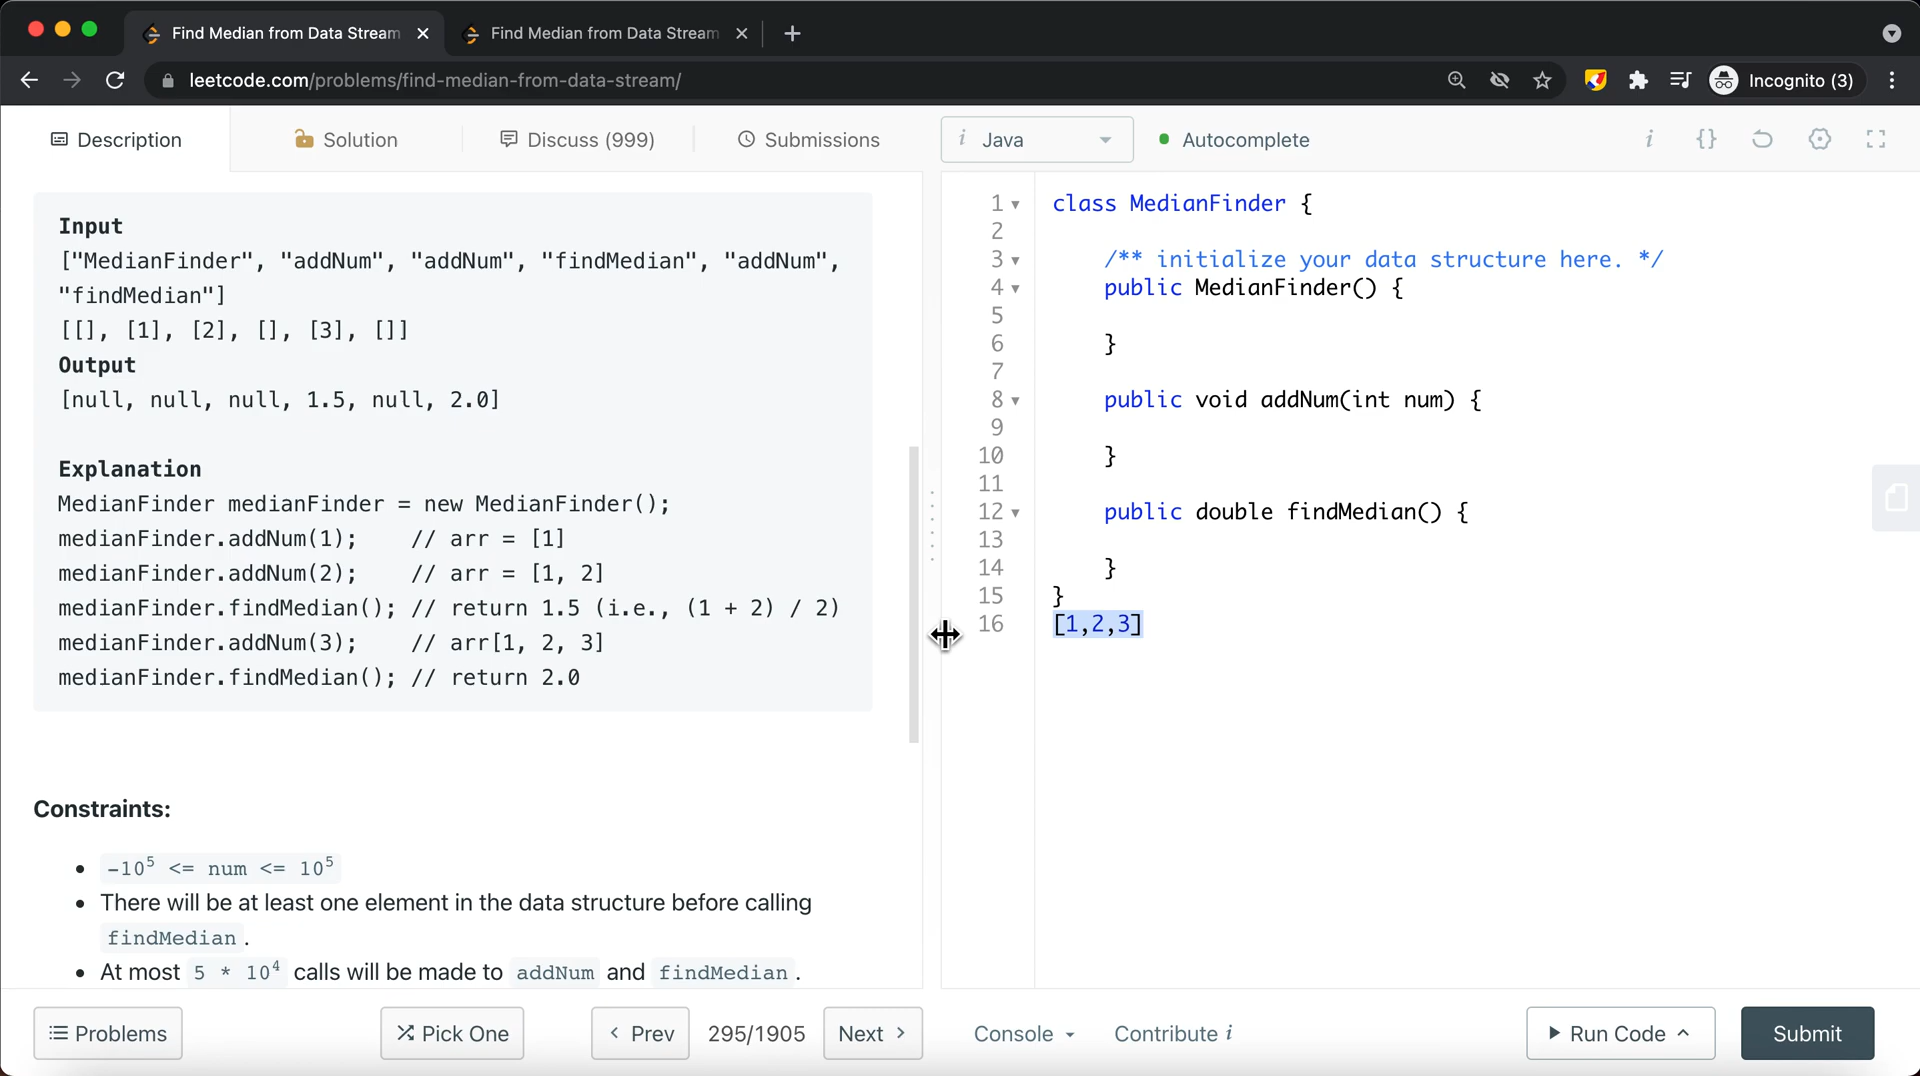 Find Median from Data Stream
Find Median from Data Stream
leetcode.com/problems/find-median-from-data-stream/
Incognito (3)
Description
Solution
Discuss (999)
Submissions
i Java
Autocomplete
i {}
Input
["MedianFinder", "addNum", "addNum", "findMedian", "addNum",
"findMedian"]
[[], [1], [2], [], [3], []]
Output
[null, null, null, 1.5, null, 2.0]
Explanation
MedianFinder medianFinder = new MedianFinder();
medianFinder.addNum(1);    // arr = [1]
medianFinder.addNum(2);    // arr = [1, 2]
medianFinder.findMedian(); // return 1.5 (i.e., (1 + 2) / 2)
medianFinder.addNum(3);    // arr[1, 2, 3]
medianFinder.findMedian(); // return 2.0
Constraints:
-10⁵ <= num <= 10⁵
There will be at least one element in the data structure before calling
findMedian.
At most 5 * 10⁴ calls will be made to addNum and findMedian.
1 class MedianFinder {
2
3     /** initialize your data structure here. */
4     public MedianFinder() {
5
6     }
7
8     public void addNum(int num) {
9
10     }
11
12     public double findMedian() {
13
14     }
15 }
16 [1,2,3]
Problems
Pick One
Prev
295/1905
Next
Console
Contribute i
Run Code
Submit